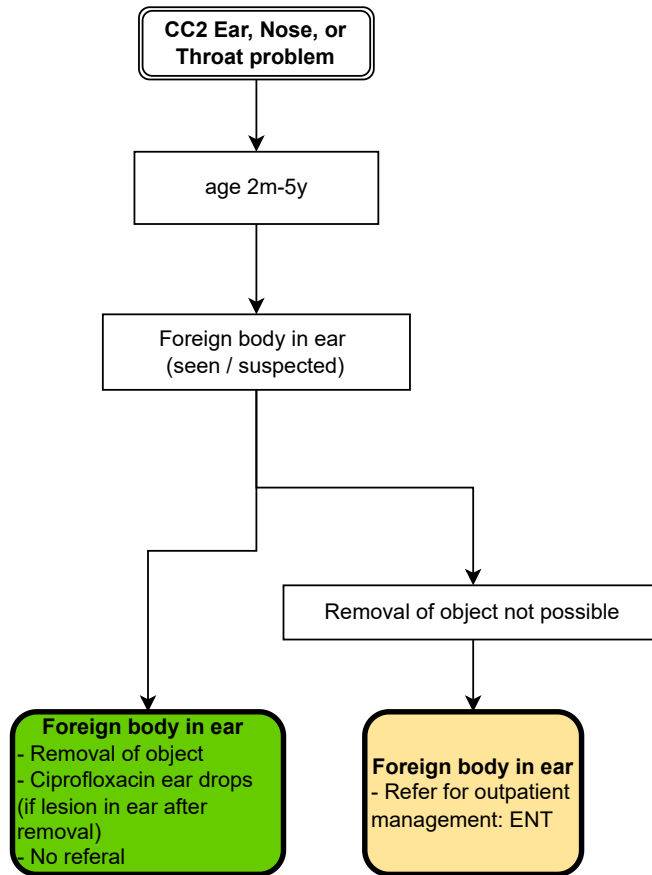 CC2 Ear, Nose, or
Throat problem
age 2m-5y
Foreign body in ear
(seen / suspected)
Removal of object not possible
Foreign body in ear
- Removal of object
- Ciprofloxacin ear drops
(if lesion in ear after
removal)
- No referal
Foreign body in ear
- Refer for outpatient
management: ENT